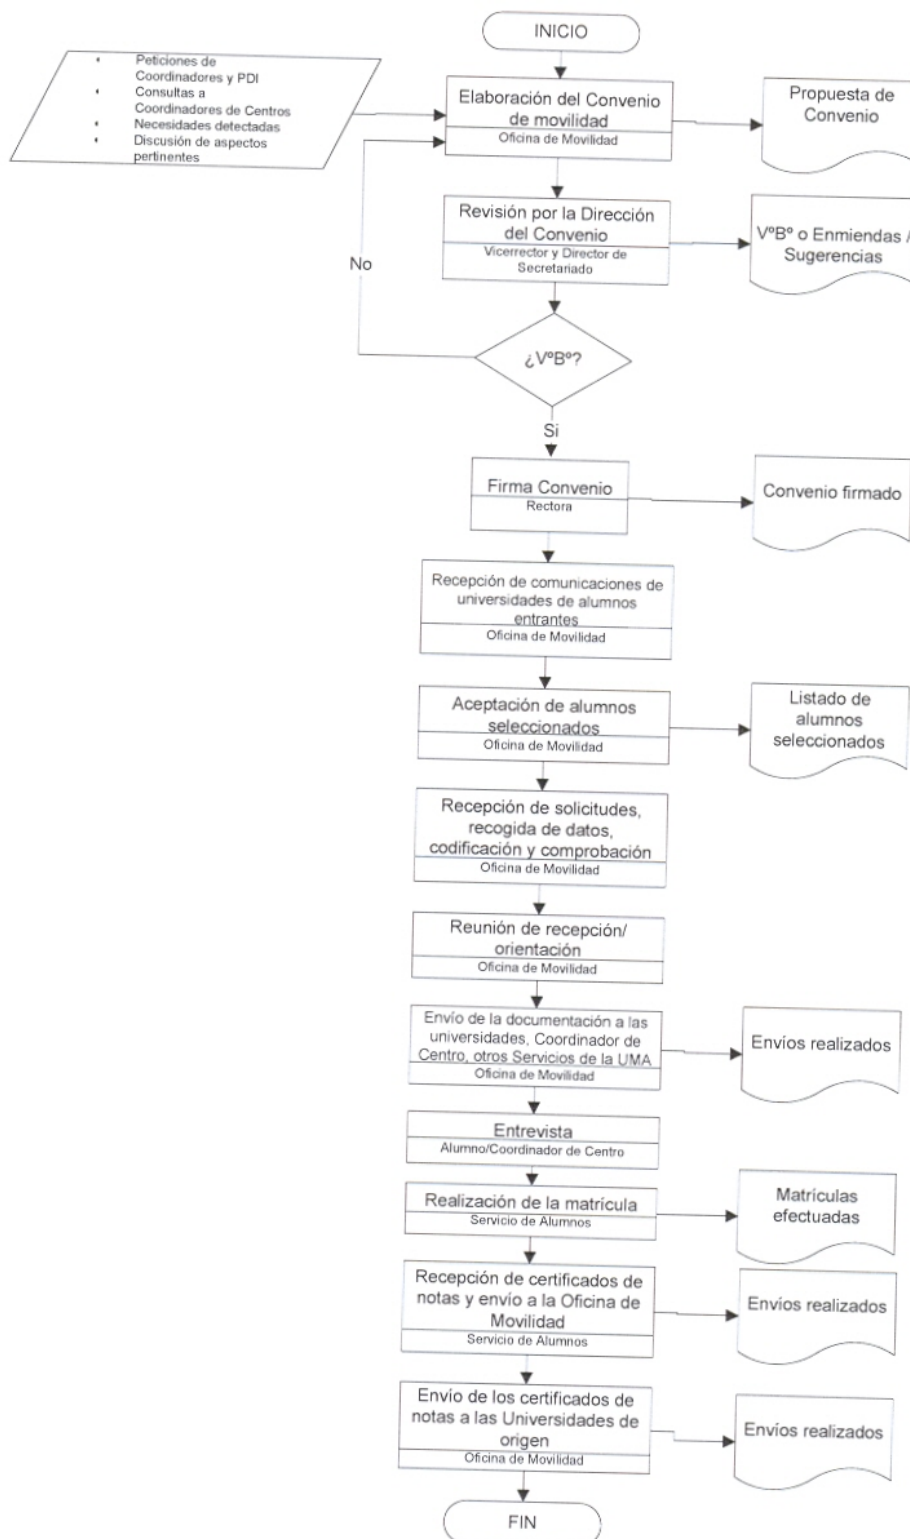 INICIO
• Peticiones de
Coordinadores y PDI
• Consultas a
Coordinadores de Centros
• Necesidades detectadas
• Discusión de aspectos
pertinentes
Elaboración del Convenio
de movilidad
Oficina de Movilidad
Propuesta de
Convenio
Revisión por la Dirección
del Convenio
Vicerrector y Director de
Secretariado
VºBº o Enmiendas /
Sugerencias
No
¿VºBº?
Si
Firma Convenio
Rectora
Convenio firmado
Recepción de comunicaciones de
universidades de alumnos
entrantes
Oficina de Movilidad
Aceptación de alumnos
seleccionados
Oficina de Movilidad
Listado de
alumnos
seleccionados
Recepción de solicitudes,
recogida de datos,
codificación y comprobación
Oficina de Movilidad
Reunión de recepción/
orientación
Oficina de Movilidad
Envío de la documentación a las
universidades, Coordinador de
Centro, otros Servicios de la UMA
Oficina de Movilidad
Envíos realizados
Entrevista
Alumno/Coordinador de Centro
Realización de la matrícula
Servicio de Alumnos
Matrículas
efectuadas
Recepción de certificados de
notas y envío a la Oficina de
Movilidad
Servicio de Alumnos
Envíos realizados
Envío de los certificados de
notas a las Universidades de
origen
Oficina de Movilidad
Envíos realizados
FIN